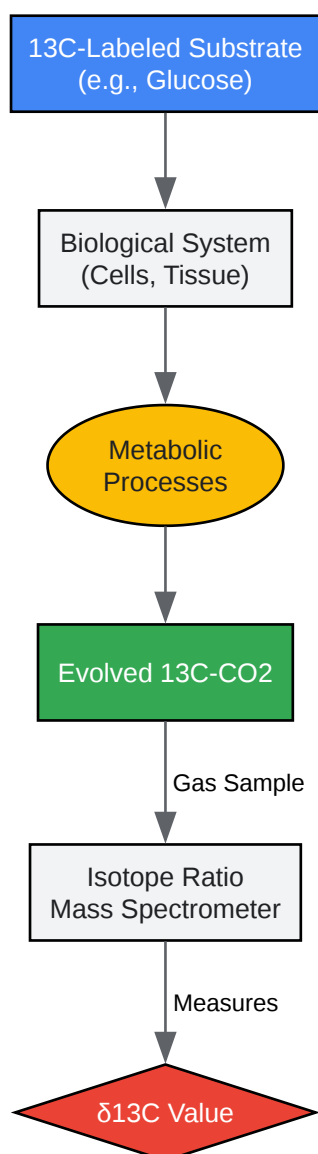 13C-Labeled Substrate
(e.g., Glucose)
Biological System
(Cells, Tissue)
Metabolic
Processes
Evolved 13C-CO2
Gas Sample
Isotope Ratio
Mass Spectrometer
Measures
δ13C Value